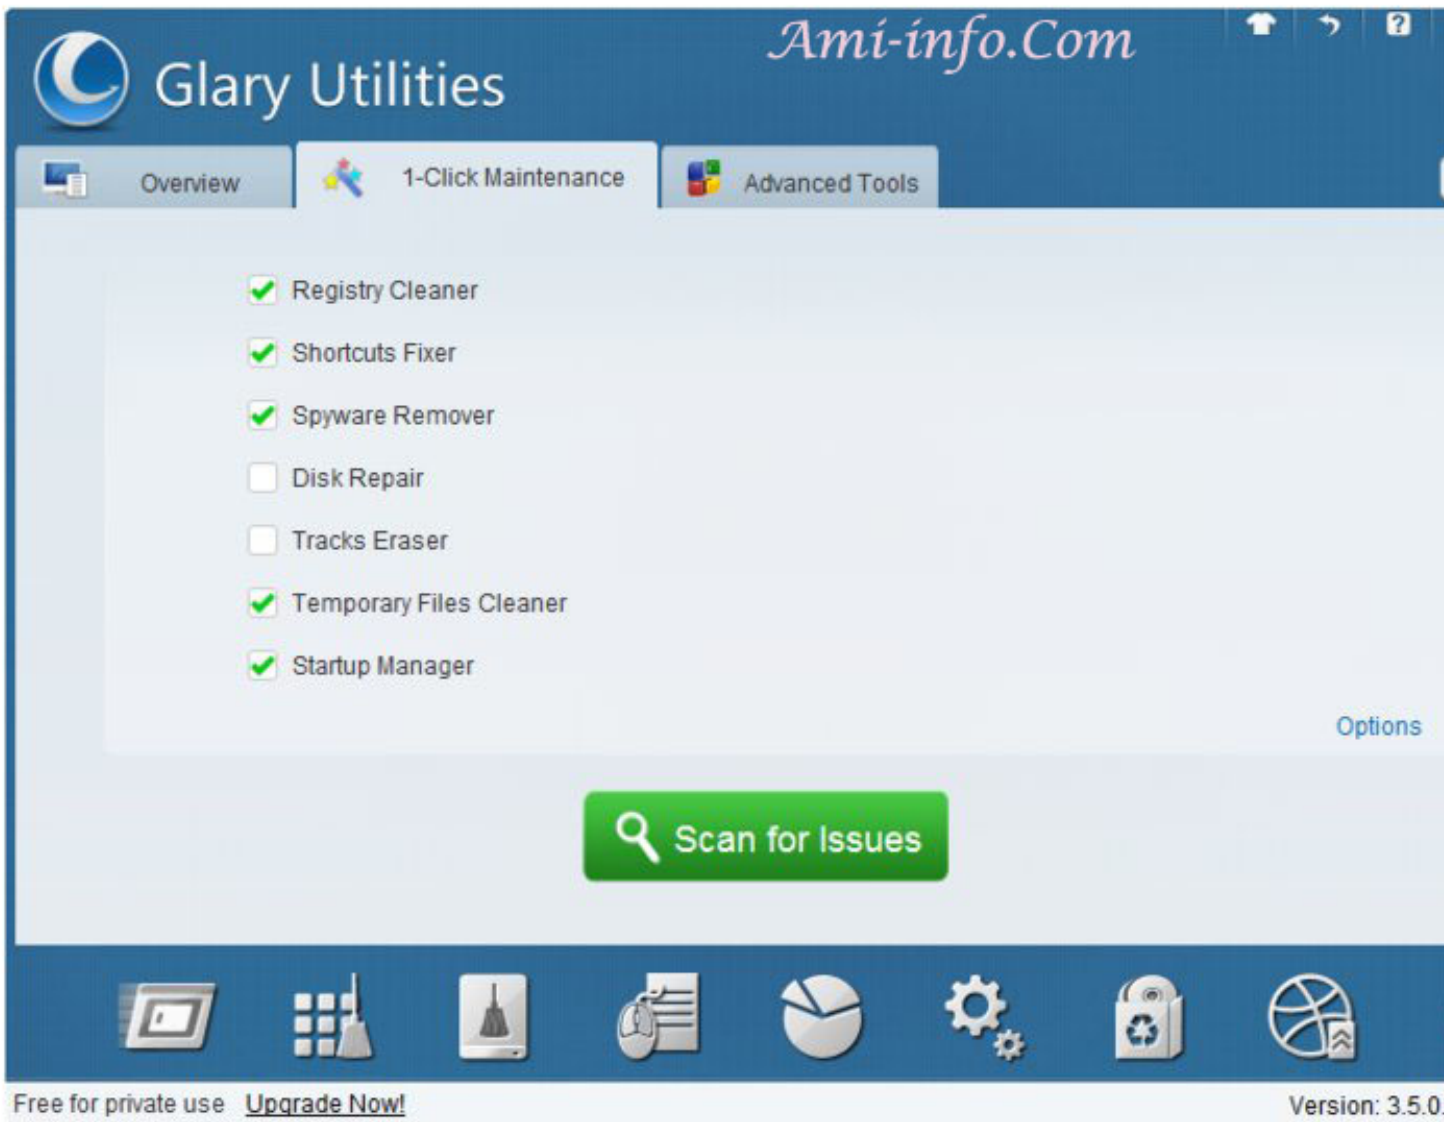 Ami-info.Com
?
Glary Utilities
Overview
1-Click Maintenance
Advanced Tools
Registry Cleaner
Shortcuts Fixer
Spyware Remover
Disk Repair
Tracks Eraser
Temporary Files Cleaner
Startup Manager
Options
Scan for Issues
Free for private use Upgrade Now!
Version: 3.5.0.